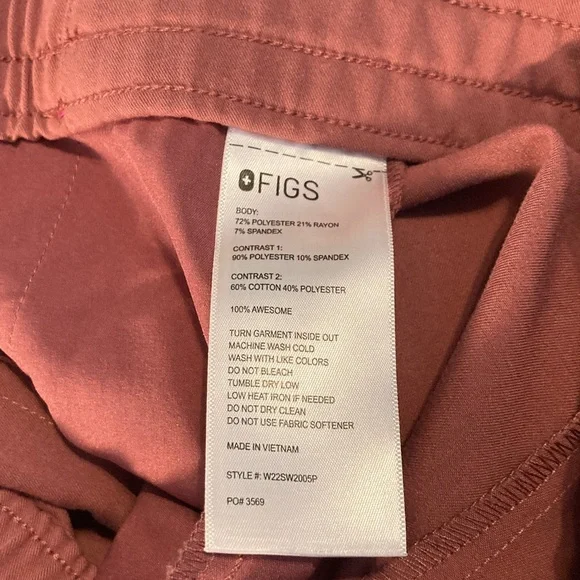 FIGS
BODY:
72% POLYESTER 21% RAYON
7% SPANDEX
CONTRAST 1:
90% POLYESTER 10% SPANDEX
CONTRAST 2:
60% COTTON 40% POLYESTER
100% AWESOME
TURN GARMENT INSIDE OUT
MACHINE WASH COLD
WASH WITH LIKE COLORS
DO NOT BLEACH
TUMBLE DRY LOW
LOW HEAT IRON IF NEEDED
DO NOT DRY CLEAN
DO NOT USE FABRIC SOFTENER
MADE IN VIETNAM
STYLE #: W22SW2005P
PO# 3569